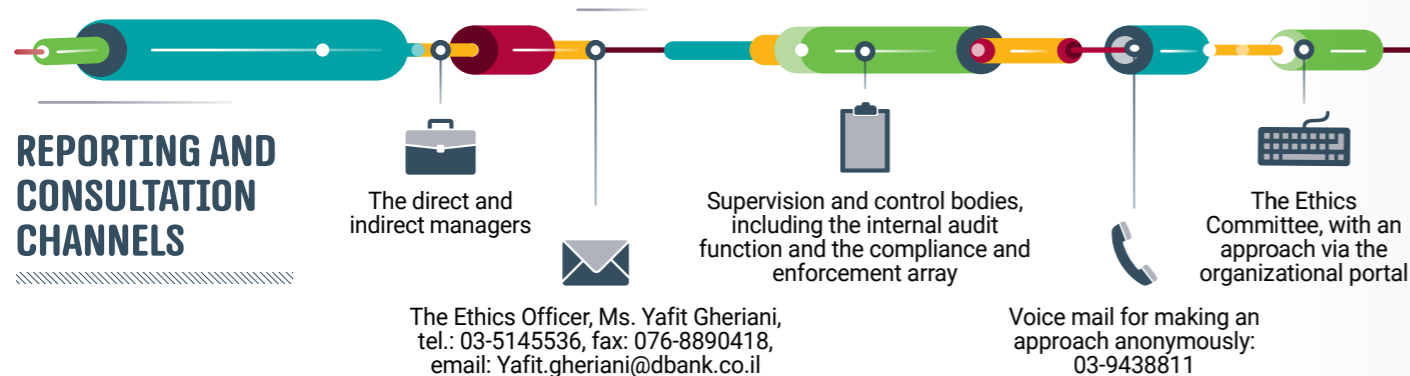 REPORTING AND
CONSULTATION
CHANNELS
The direct and
indirect managers
The Ethics Officer, Ms. Yafit Gheriani,
tel.: 03-5145536, fax: 076-8890418,
email: Yafit.gheriani@dbank.co.il
Supervision and control bodies,
including the internal audit
function and the compliance and
enforcement array
Voice mail for making an
approach anonymously:
03-9438811
The Ethics
Committee, with an
approach via the
organizational portal